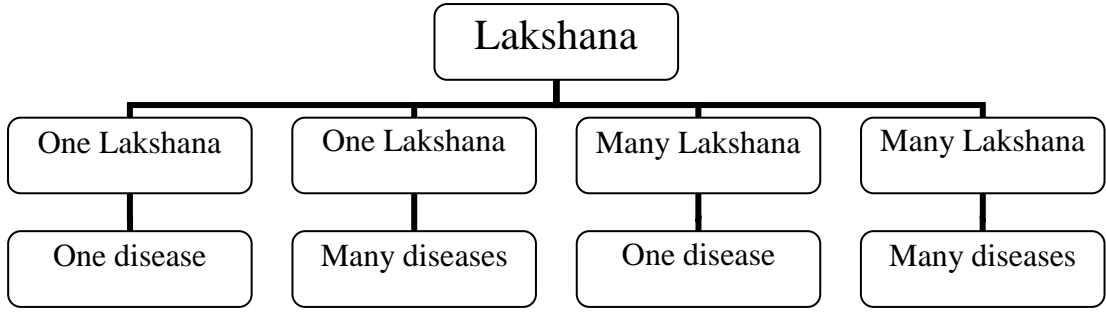 Lakshana
One Lakshana
One Lakshana
Many Lakshana
Many Lakshana
One disease
Many diseases
One disease
Many diseases